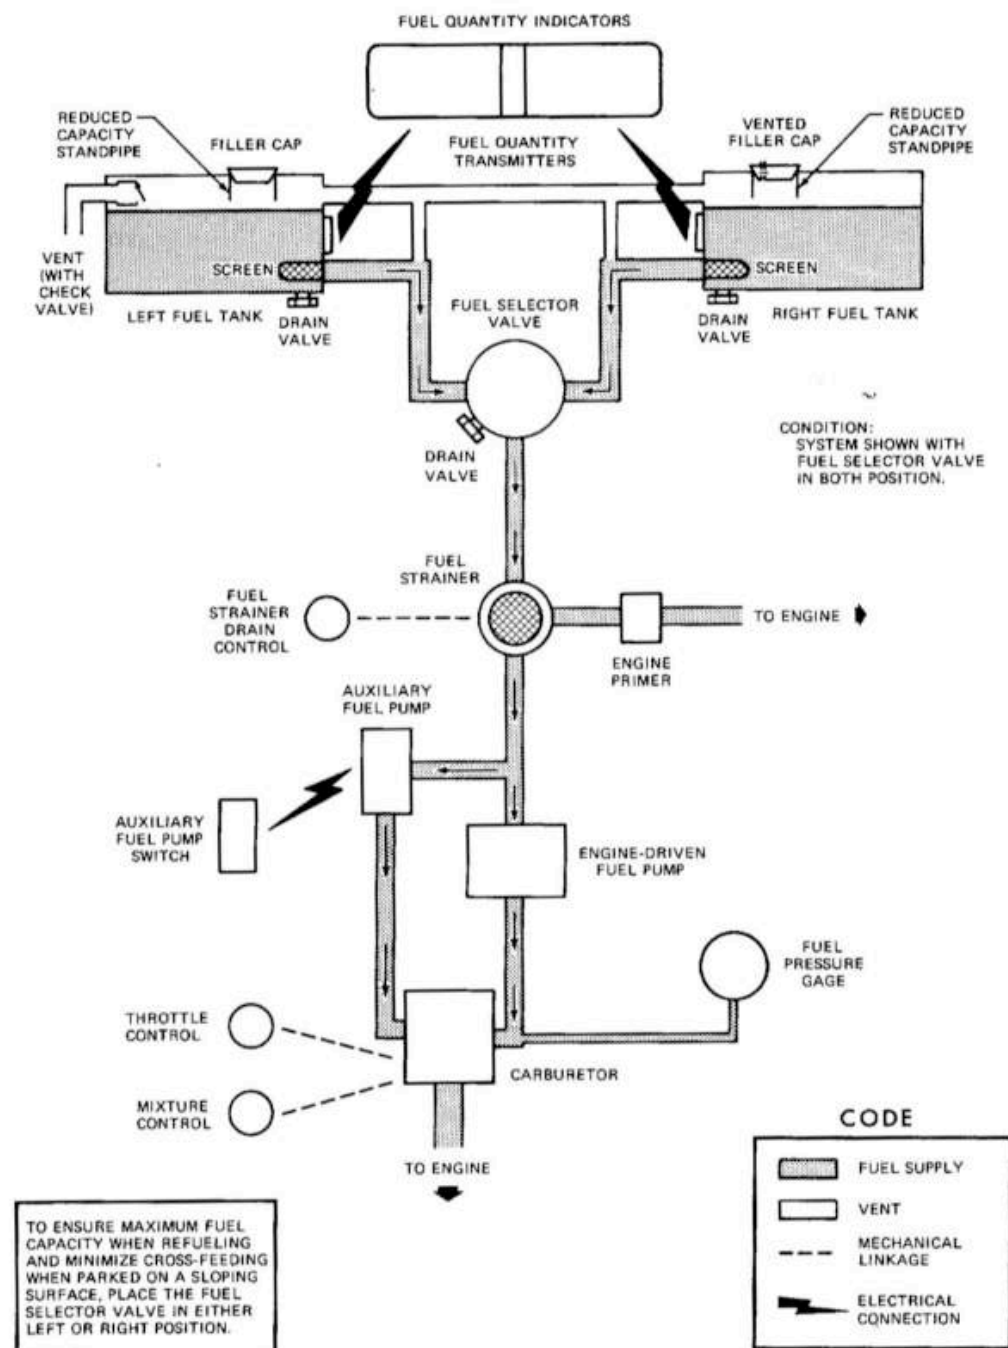 FUEL QUANTITY INDICATORS
REDUCED
CAPACITY
STANDPIPE
FILLER CAP
FUEL QUANTITY
TRANSMITTERS
VENTED
FILLER CAP
REDUCED
CAPACITY
STANDPIPE
VENT
(WITH
CHECK
VALVE)
SCREEN
LEFT FUEL TANK
DRAIN
VALVE
FUEL SELECTOR
VALVE
SCREEN
DRAIN
VALVE
RIGHT FUEL TANK
DRAIN
VALVE
CONDITION:
SYSTEM SHOWN WITH
FUEL SELECTOR VALVE
IN BOTH POSITION.
FUEL
STRAINER
FUEL
STRAINER
DRAIN
CONTROL
TO ENGINE
ENGINE
PRIMER
AUXILIARY
FUEL PUMP
AUXILIARY
FUEL PUMP
SWITCH
ENGINE-DRIVEN
FUEL PUMP
FUEL
PRESSURE
GAGE
THROTTLE
CONTROL
CARBURETOR
MIXTURE
CONTROL
TO ENGINE
CODE
FUEL SUPPLY
VENT
MECHANICAL
LINKAGE
ELECTRICAL
CONNECTION
TO ENSURE MAXIMUM FUEL
CAPACITY WHEN REFUELING
AND MINIMIZE CROSS-FEEDING
WHEN PARKED ON A SLOPING
SURFACE, PLACE THE FUEL
SELECTOR VALVE IN EITHER
LEFT OR RIGHT POSITION.